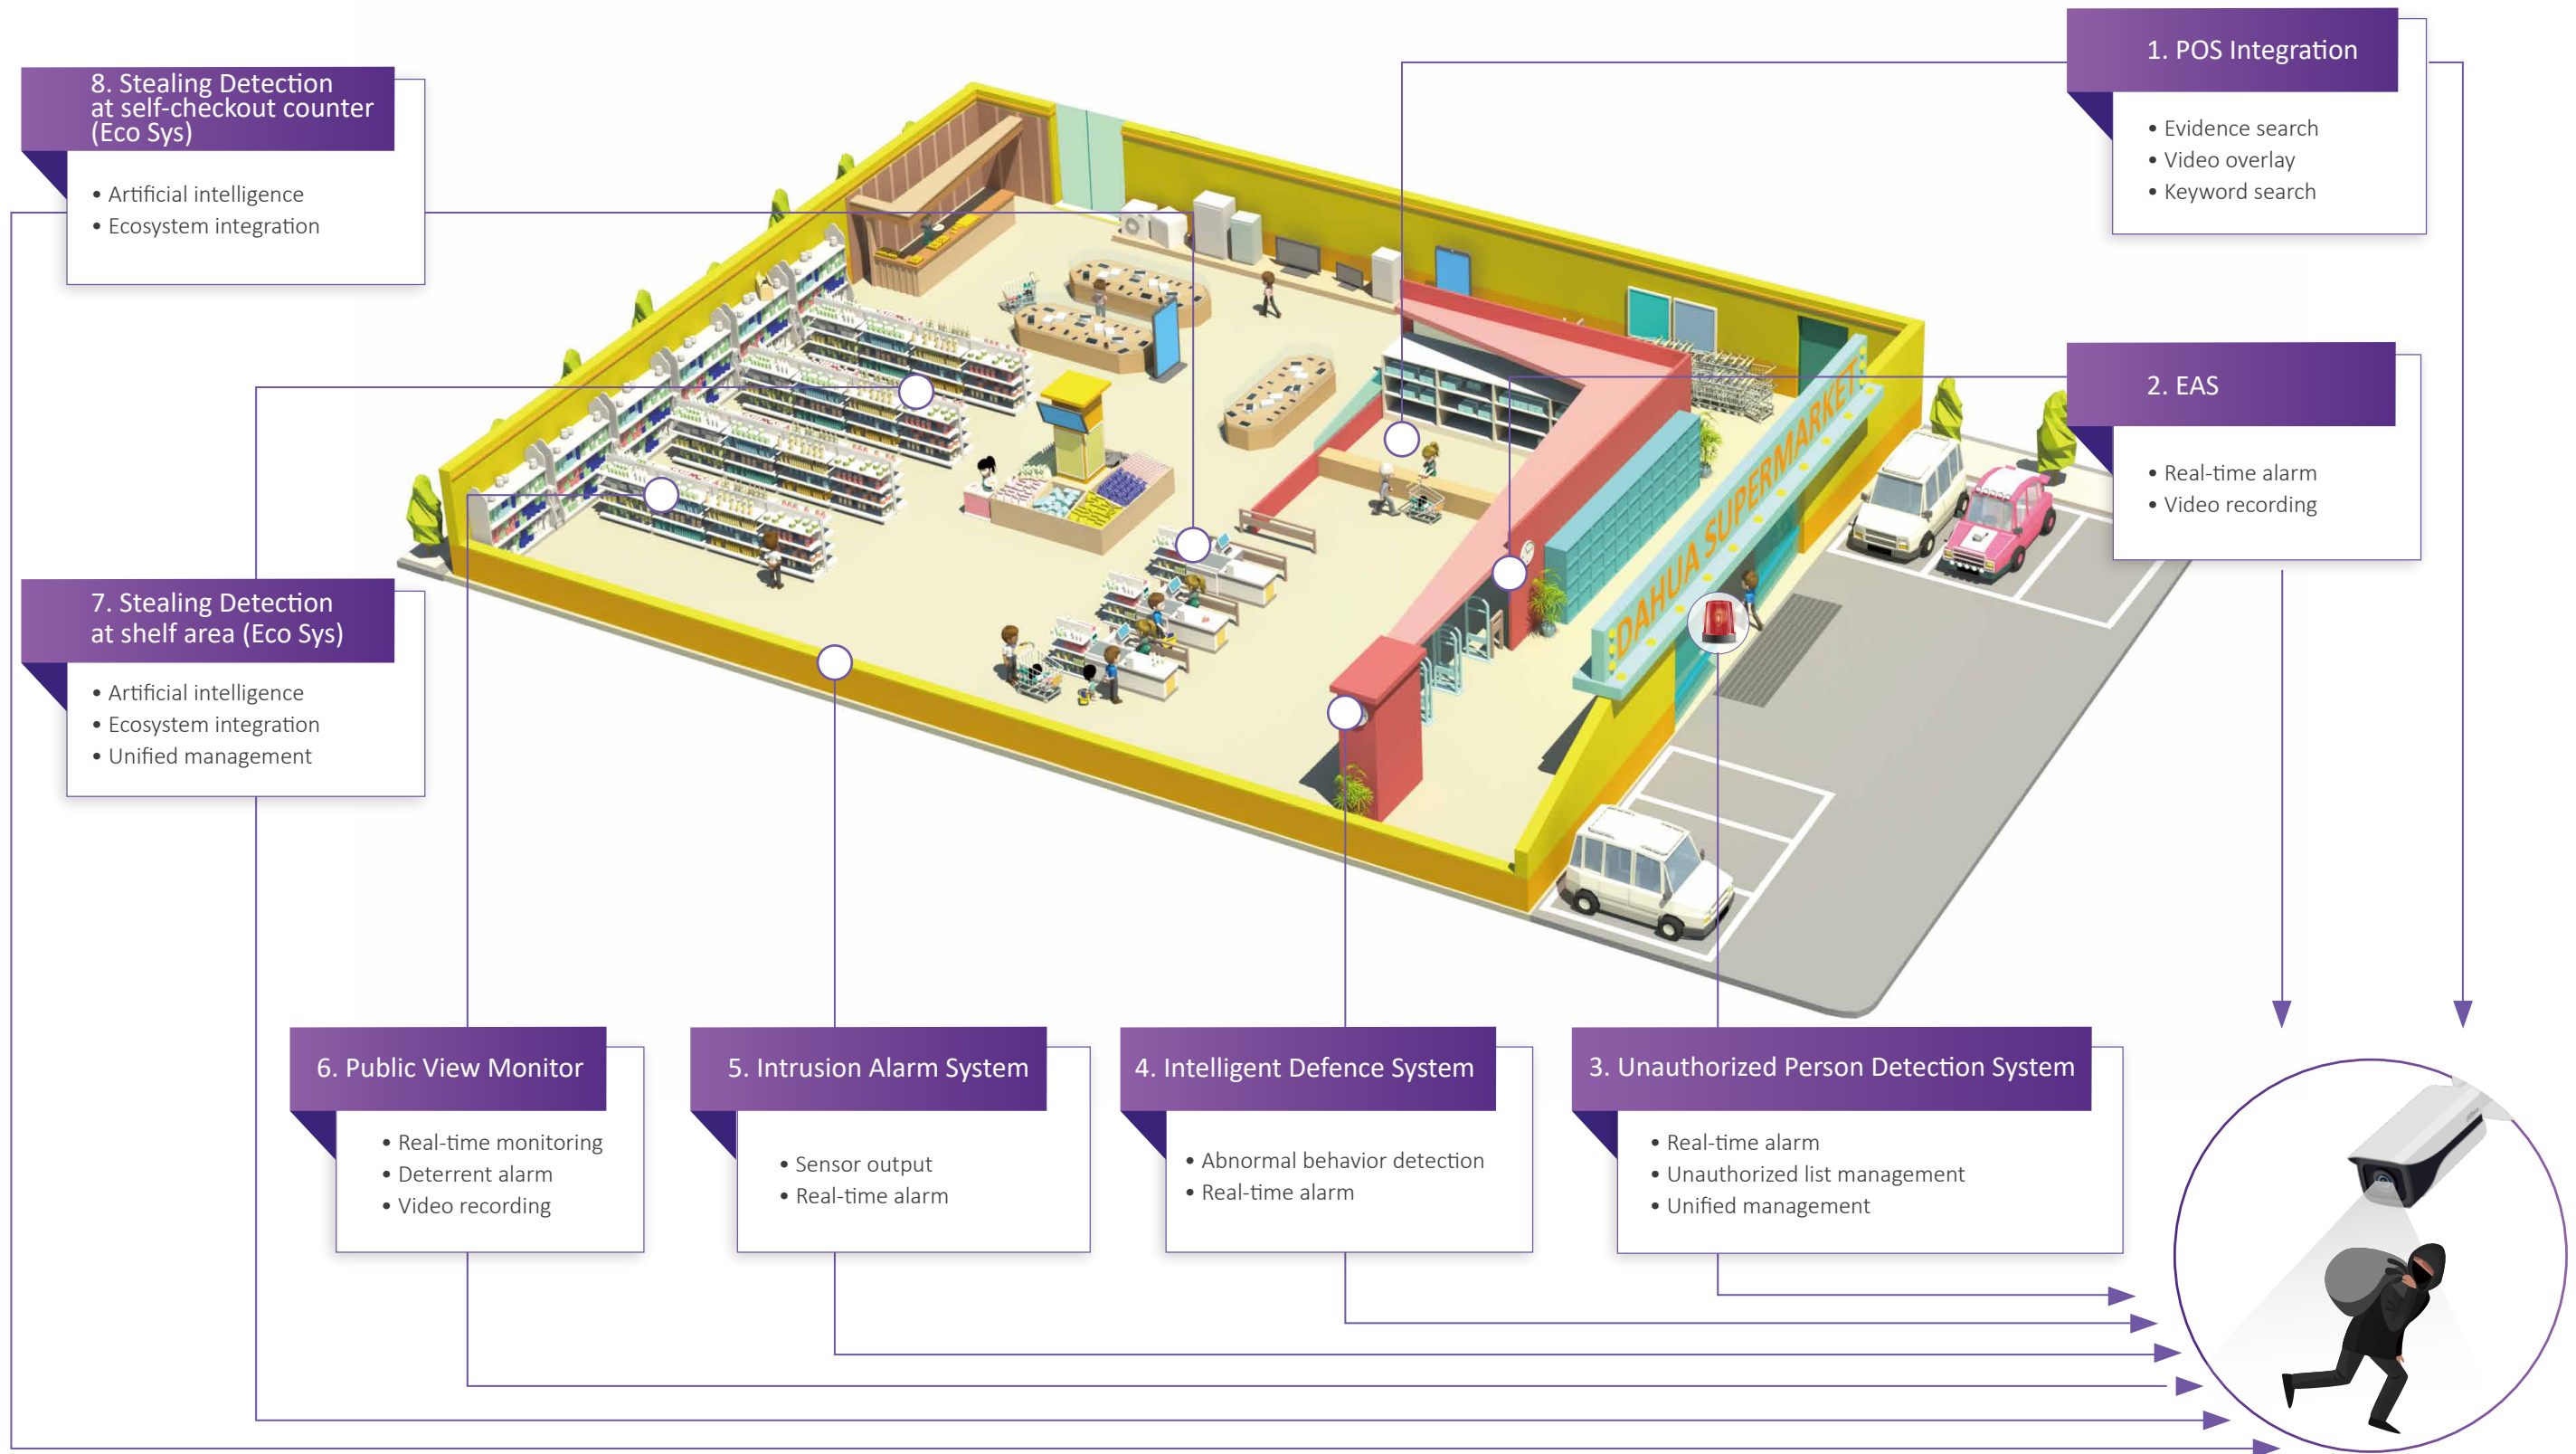 1. POS Integration
• Evidence search
• Video overlay
• Keyword search
8. Stealing Detection
at self-checkout counter
(Eco Sys)
• Artificial intelligence
• Ecosystem integration
2. EAS
• Real-time alarm
• Video recording
DAHUA SUPERMARKET
7. Stealing Detection
at shelf area (Eco Sys)
• Artificial intelligence
• Ecosystem integration
• Unified management
6. Public View Monitor
• Real-time monitoring
• Deterrent alarm
• Video recording
5. Intrusion Alarm System
• Sensor output
• Real-time alarm
4. Intelligent Defence System
• Abnormal behavior detection
• Real-time alarm
3. Unauthorized Person Detection System
• Real-time alarm
• Unauthorized list management
• Unified management